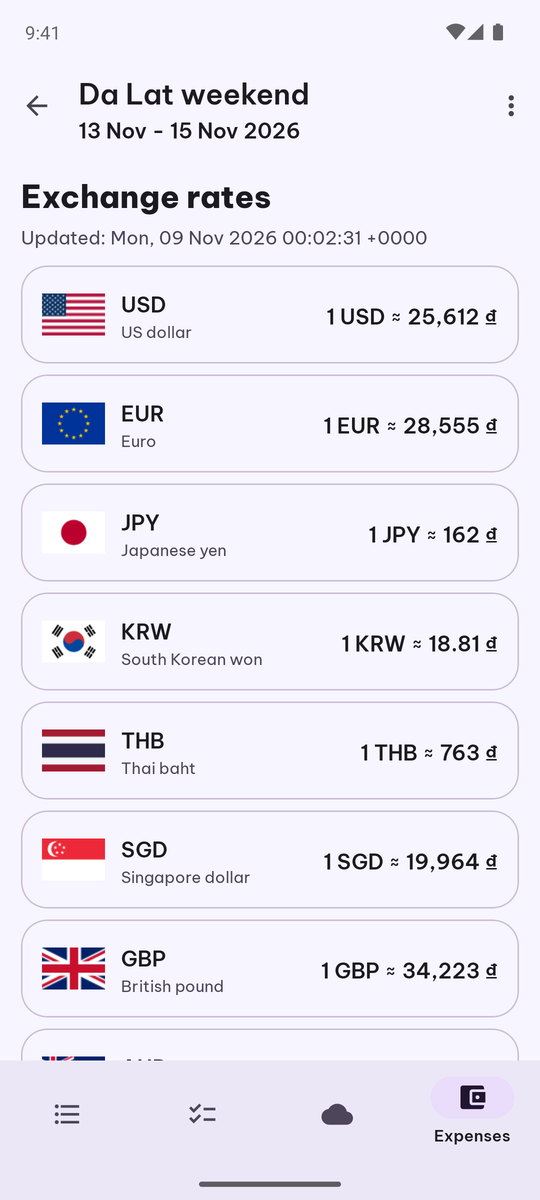 9:41
Da Lat weekend
13 Nov - 15 Nov 2026
Exchange rates
Updated: Mon, 09 Nov 2026 00:02:31 +0000
USD
1 USD ≈ 25,612 ₫
US dollar
EUR
1 EUR ≈ 28,555 ₫
Euro
JPY
1 JPY ≈ 162 ₫
Japanese yen
KRW
1 KRW ≈ 18.81 ₫
South Korean won
THB
1 THB ≈ 763 ₫
Thai baht
SGD
1 SGD ≈ 19,964 ₫
Singapore dollar
GBP
1 GBP ≈ 34,223 ₫
British pound
Expenses